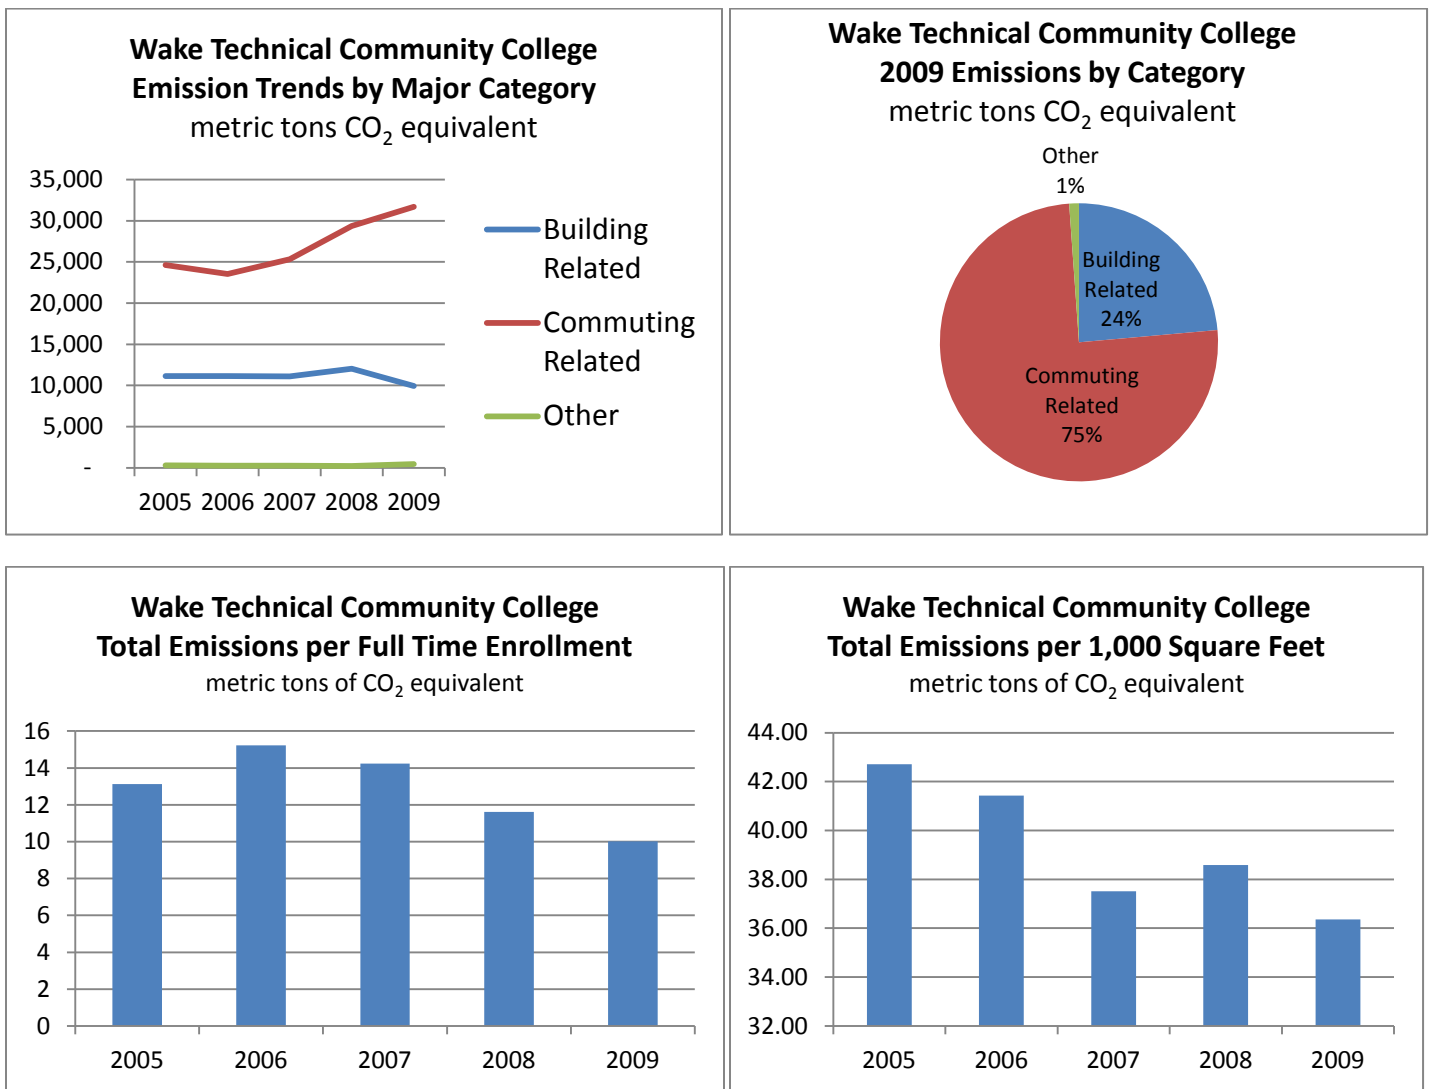 Wake Technical Community College
Emission Trends by Major Category
metric tons CO2 equivalent
35,000
30,000
25,000
20,000
15,000
10,000
5,000
-
2005 2006 2007 2008 2009
Building
Related
Commuting
Related
Other
Wake Technical Community College
2009 Emissions by Category
metric tons CO2 equivalent
Other
1%
Building
Related
24%
Commuting
Related
75%
Wake Technical Community College
Total Emissions per Full Time Enrollment
metric tons of CO2 equivalent
16
14
12
10
8
6
4
2
0
2005 2006 2007 2008 2009
Wake Technical Community College
Total Emissions per 1,000 Square Feet
metric tons of CO2 equivalent
44.00
42.00
40.00
38.00
36.00
34.00
32.00
2005 2006 2007 2008 2009